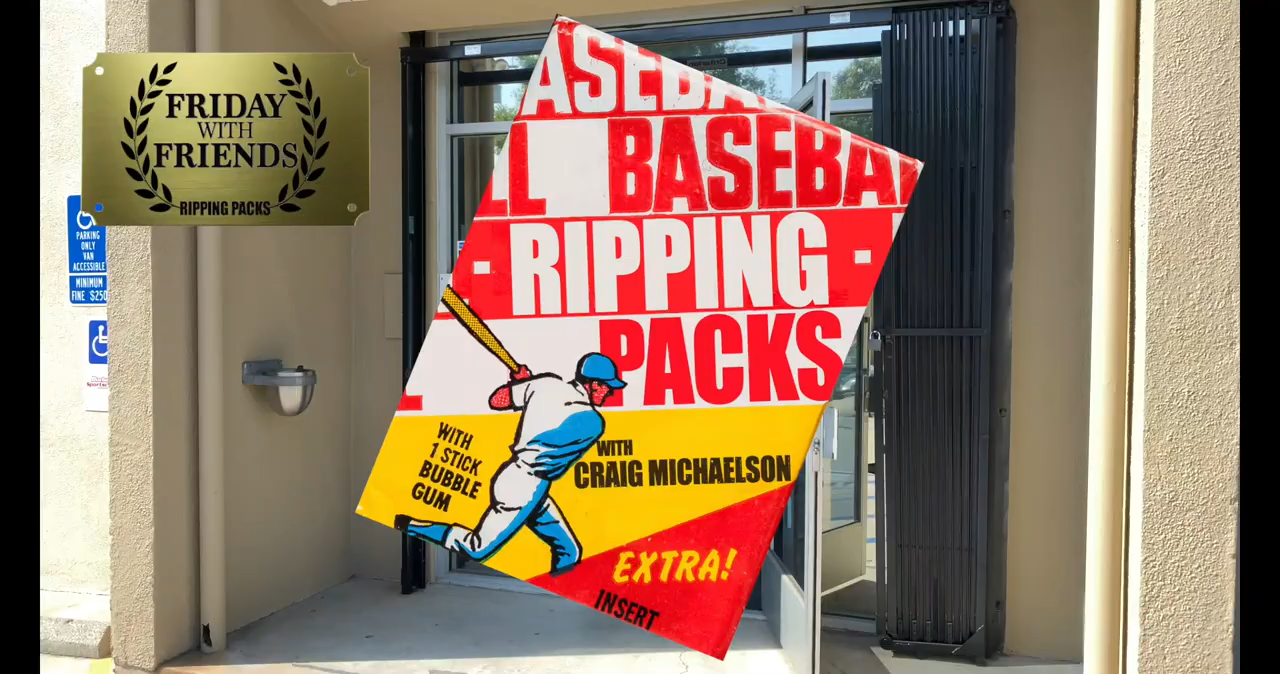 FRIDAY
WITH
FRIENDS
RIPPING PACKS
PARKING
ONLY
VAN
ACCESSIBLE
MINIMUM
FINE $250
ASEBA
LL BASEBAL
- RIPPING -
PACKS
WITH
1 STICK
BUBBLE
GUM
WITH
CRAIG MICHAELSON
EXTRA!
INSERT